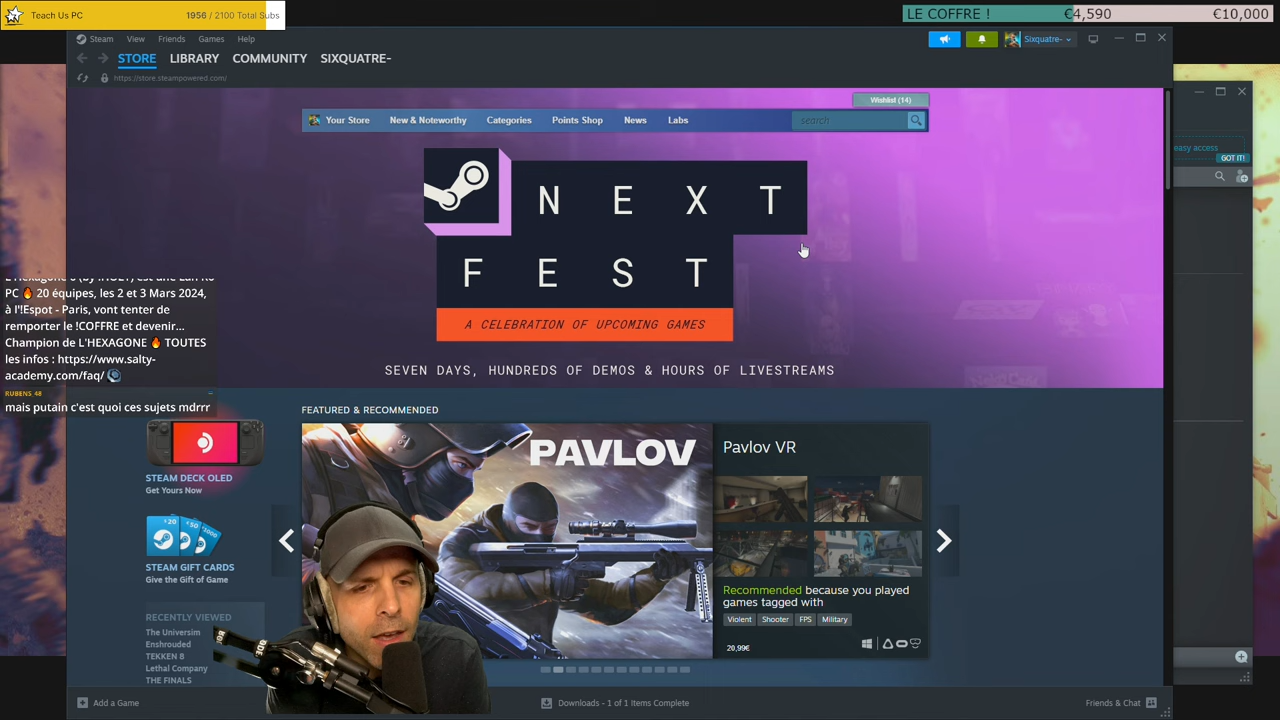 Teach Us PC
1956 / 2100 Total Subs
LE COFFRE !
€4,590
€10,000
Steam
View
Friends
Games
Help
Sixquatre-
STORE
LIBRARY
COMMUNITY
SIXQUATRE-
https://store.steampowered.com/
Wishlist (14)
Your Store
New & Noteworthy
Categories
Points Shop
News
Labs
search
easy access
GOT IT!
NEXT
FEST
A CELEBRATION OF UPCOMING GAMES
SEVEN DAYS, HUNDREDS OF DEMOS & HOURS OF LIVESTREAMS
PC 🔥 20 équipes, les 2 et 3 Mars 2024,
à l'!Espot - Paris, vont tenter de
remporter le !COFFRE et devenir...
Champion de L'HEXAGONE 🔥 TOUTES
les infos : https://www.salty-
academy.com/faq/
RUBENS_48
mais putain c'est quoi ces sujets mdrrr
STEAM DECK OLED
Get Yours Now
$20
$50
STEAM GIFT CARDS
Give the Gift of Game
RECENTLY VIEWED
The Universim
Enshrouded
TEKKEN 8
Lethal Company
THE FINALS
FEATURED & RECOMMENDED
PAVLOV
Pavlov VR
Recommended because you played
games tagged with
Violent
Shooter
FPS
Military
20,99€
Add a Game
Downloads - 1 of 1 Items Complete
Friends & Chat